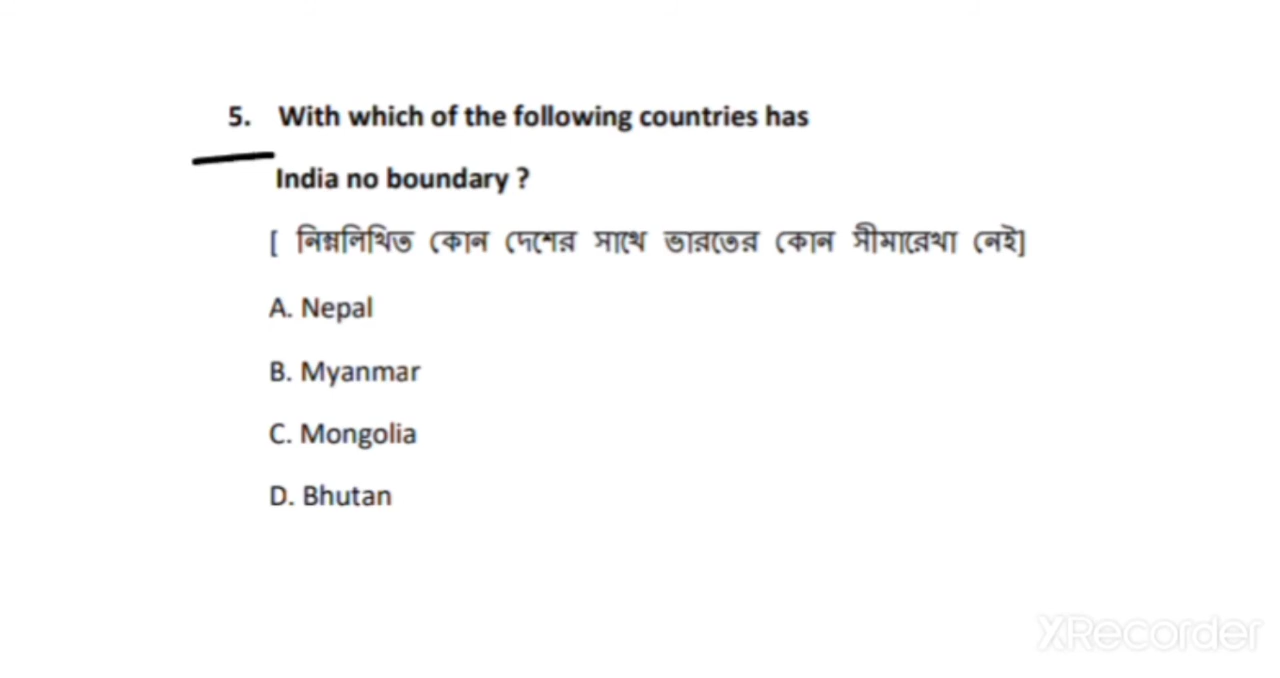 5. With which of the following countries has
India no boundary ?
[ নিম্নলিখিত কোন দেশের সাথে ভারতের কোন সীমারেখা নেই]
A. Nepal
B. Myanmar
C. Mongolia
D. Bhutan
XRecorder